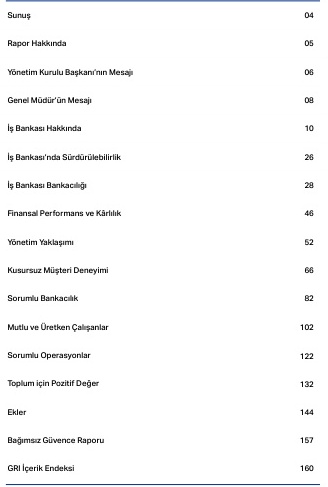 Sunuş 04
Rapor Hakkında 05
Yönetim Kurulu Başkanı'nın Mesajı 06
Genel Müdür'ün Mesajı 08
İş Bankası Hakkında 10
İş Bankası'nda Sürdürülebilirlik 26
İş Bankası Bankacılığı 28
Finansal Performans ve Kârlılık 46
Yönetim Yaklaşımı 52
Kusursuz Müşteri Deneyimi 66
Sorumlu Bankacılık 82
Mutlu ve Üretken Çalışanlar 102
Sorumlu Operasyonlar 122
Toplum için Pozitif Değer 132
Ekler 144
Bağımsız Güvence Raporu 157
GRI İçerik Endeksi 160